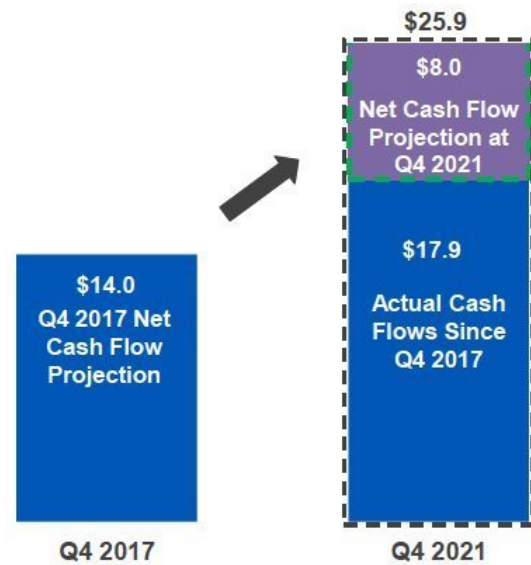 $25.9
$8.0
Net Cash Flow
Projection at
Q4 2021
$17.9
Actual Cash
Flows Since
Q4 2017
$14.0
Q4 2017 Net
Cash Flow
Projection
Q4 2017
Q4 2021